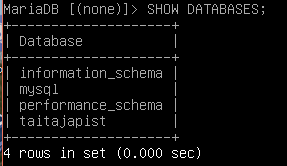 MariaDB [(none)]> SHOW DATABASES;
+--------------------+
| Database           |
+--------------------+
| information_schema |
| mysql              |
| performance_schema |
| taitajapist        |
+--------------------+
4 rows in set (0.000 sec)